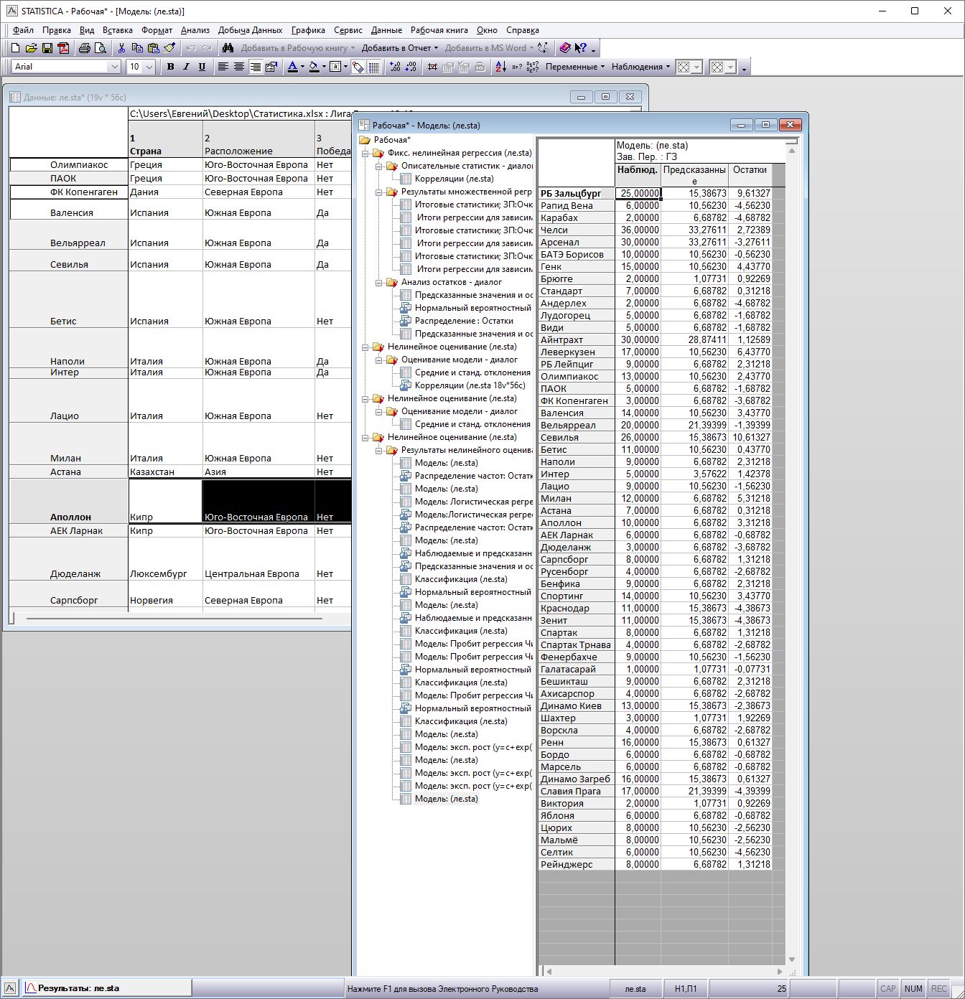 STATISTICA - Рабочая* - [Модель: (ле.sta)]
Файл Правка Вид Вставка Формат Анализ Добыча Данных Графика Сервис Данные Рабочая книга Окно Справка
Добавить в Рабочую книгу Добавить в Отчет Добавить в MS Word
Arial 10 B I U Переменные Наблюдения
Данные: ле.sta* (19v * 56c)
C:\Users\Евгений\Desktop\Статистика.xlsx : Лига
1 Страна 2 Расположение 3 Победа
Олимпиакос Греция Юго-Восточная Европа Нет
ПАОК Греция Юго-Восточная Европа Нет
ФК Копенгаген Дания Северная Европа Нет
Валенсия Испания Южная Европа Да
Вельярреал Испания Южная Европа Да
Севилья Испания Южная Европа Да
Бетис Испания Южная Европа Нет
Наполи Италия Южная Европа Да
Интер Италия Южная Европа Да
Лацио Италия Южная Европа Нет
Милан Италия Южная Европа Нет
Астана Казахстан Азия Нет
Аполлон Кипр Юго-Восточная Европа Нет
АЕК Ларнак Кипр Юго-Восточная Европа Нет
Дюделанж Люксембург Центральная Европа Нет
Сарпсборг Норвегия Северная Европа Нет
Рабочая* - Модель: (ле.sta)
Рабочая*
Фикс. нелинейная регрессия (ле.sta)
Описательные статистик - диало
Корреляции (ле.sta)
Результаты множественной регр
Итоговые статистики; ЗП:Очк
Итоги регрессии для зависим
Итоговые статистики; ЗП:Очк
Итоги регрессии для зависим
Итоговые статистики; ЗП:Очк
Итоги регрессии для зависим
Анализ остатков - диалог
Предсказанные значения и ос
Нормальный вероятностный
Распределение : Остатки
Предсказанные значения и ос
Нелинейное оценивание (ле.sta)
Оценивание модели - диалог
Средние и станд. отклонения
Корреляции (ле.sta 18v*56c)
Нелинейное оценивание (ле.sta)
Оценивание модели - диалог
Средние и станд. отклонения
Нелинейное оценивание (ле.sta)
Результаты нелинейного оценива
Модель: (ле.sta)
Распределение частот: Остатк
Модель: (ле.sta)
Модель: Логистическая регре
Модель:Логистическая регрес
Распределение частот: Остатк
Модель: (ле.sta)
Наблюдаемые и предсказанн
Предсказанные значения и ос
Классификация (ле.sta)
Нормальный вероятностный
Модель: (ле.sta)
Наблюдаемые и предсказанн
Классификация (ле.sta)
Модель: Пробит регрессия Чи
Модель: Пробит регрессия Чи
Нормальный вероятностный
Классификация (ле.sta)
Модель: Пробит регрессия Чи
Нормальный вероятностный
Классификация (ле.sta)
Модель: (ле.sta)
Модель: эксп. рост (y=c+exp(
Модель: (ле.sta)
Модель: эксп. рост (y=c+exp(
Модель: эксп. рост (y=c+exp(
Модель: (ле.sta)
Модель: (ле.sta)
Зав. Пер. : ГЗ
Наблюд. Предсказанны
е Остатки
РБ Зальцбург 25,00000 15,38673 9,61327
Рапид Вена 6,00000 10,56230 -4,56230
Карабах 2,00000 6,68782 -4,68782
Челси 36,00000 33,27611 2,72389
Арсенал 30,00000 33,27611 -3,27611
БАТЭ Борисов 10,00000 10,56230 -0,56230
Генк 15,00000 10,56230 4,43770
Брюгге 2,00000 1,07731 0,92269
Стандарт 7,00000 6,68782 0,31218
Андерлех 2,00000 6,68782 -4,68782
Лудогорец 5,00000 6,68782 -1,68782
Види 5,00000 6,68782 -1,68782
Айнтрахт 30,00000 28,87411 1,12589
Леверкузен 17,00000 10,56230 6,43770
РБ Лейпциг 9,00000 6,68782 2,31218
Олимпиакос 13,00000 10,56230 2,43770
ПАОК 5,00000 6,68782 -1,68782
ФК Копенгаген 3,00000 6,68782 -3,68782
Валенсия 14,00000 10,56230 3,43770
Вельярреал 20,00000 21,39399 -1,39399
Севилья 26,00000 15,38673 10,61327
Бетис 11,00000 10,56230 0,43770
Наполи 9,00000 6,68782 2,31218
Интер 5,00000 3,57622 1,42378
Лацио 9,00000 10,56230 -1,56230
Милан 12,00000 6,68782 5,31218
Астана 7,00000 6,68782 0,31218
Аполлон 10,00000 6,68782 3,31218
АЕК Ларнак 6,00000 6,68782 -0,68782
Дюделанж 3,00000 6,68782 -3,68782
Сарпсборг 8,00000 6,68782 1,31218
Русенборг 4,00000 6,68782 -2,68782
Бенфика 9,00000 6,68782 2,31218
Спортинг 14,00000 10,56230 3,43770
Краснодар 11,00000 15,38673 -4,38673
Зенит 11,00000 15,38673 -4,38673
Спартак 8,00000 6,68782 1,31218
Спартак Трнава 4,00000 6,68782 -2,68782
Фенербахче 9,00000 10,56230 -1,56230
Галатасарай 1,00000 1,07731 -0,07731
Бешикташ 9,00000 6,68782 2,31218
Ахисарспор 4,00000 6,68782 -2,68782
Динамо Киев 13,00000 15,38673 -2,38673
Шахтер 3,00000 1,07731 1,92269
Ворскла 4,00000 6,68782 -2,68782
Ренн 16,00000 15,38673 0,61327
Бордо 6,00000 6,68782 -0,68782
Марсель 6,00000 6,68782 -0,68782
Динамо Загреб 16,00000 15,38673 0,61327
Славия Прага 17,00000 21,39399 -4,39399
Виктория 2,00000 1,07731 0,92269
Яблоня 6,00000 6,68782 -0,68782
Цюрих 8,00000 10,56230 -2,56230
Мальмё 8,00000 10,56230 -2,56230
Селтик 6,00000 10,56230 -4,56230
Рейнджерс 8,00000 6,68782 1,31218
Результаты: ле.sta
Нажмите F1 для вызова Электронного Руководства ле.sta Н1,П1 25 CAP NUM REC